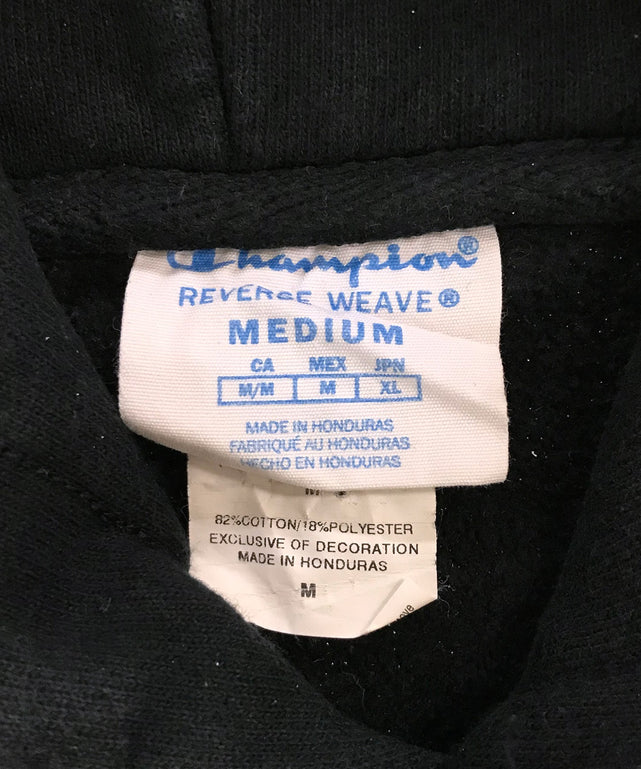 Champion®
REVERSE WEAVE®
MEDIUM
CA MEX JPN
M/M M XL
MADE IN HONDURAS
FABRIQUÉ AU HONDURAS
HECHO EN HONDURAS
M
82%COTTON/18%POLYESTER
EXCLUSIVE OF DECORATION
MADE IN HONDURAS
M